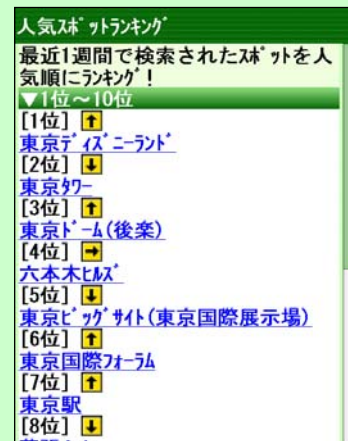 人気ｽﾎﾟｯﾄﾗﾝｷﾝｸﾞ
最近1週間で検索されたｽﾎﾟｯﾄを人
気順にﾗﾝｷﾝｸﾞ!
▼1位～10位
[1位] ↑
東京ﾃﾞｨｽﾞﾆｰﾗﾝﾄﾞ
[2位] ↓
東京ﾀﾜｰ
[3位] ↑
東京ﾄﾞｰﾑ(後楽)
[4位] →
六本木ﾋﾙｽﾞ
[5位] ↓
東京ﾋﾞｯｸﾞｻｲﾄ(東京国際展示場)
[6位] ↑
東京国際ﾌｫｰﾗﾑ
[7位] ↑
東京駅
[8位] ↓